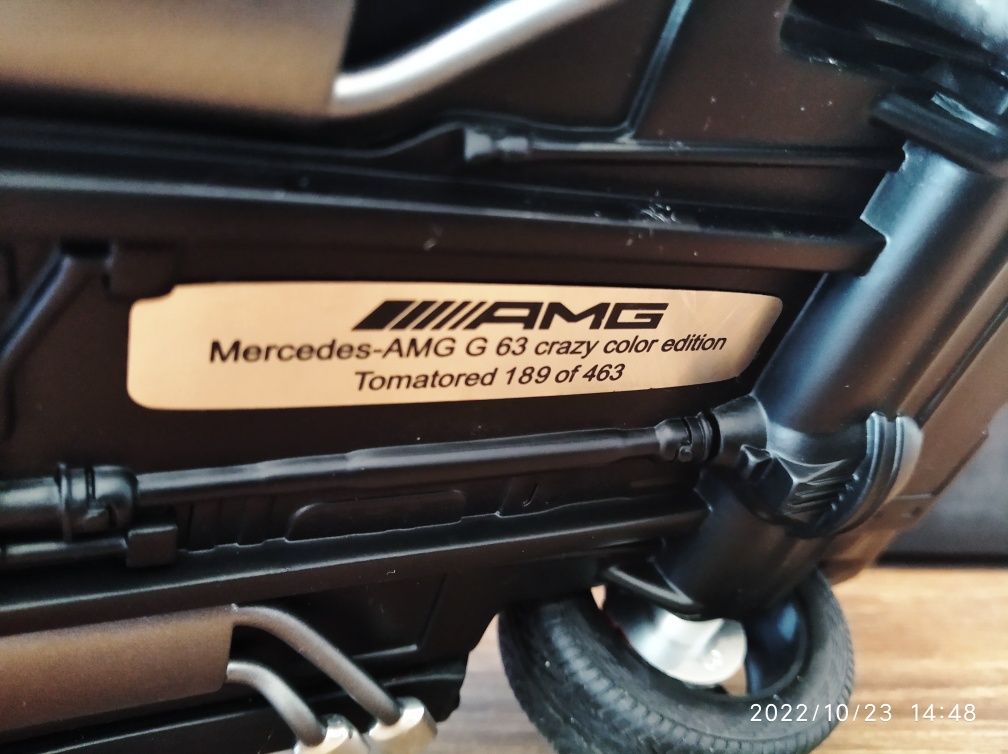 AMG
Mercedes-AMG G 63 crazy color edition
Tomatored 189 of 463
2022/10/23 14:48